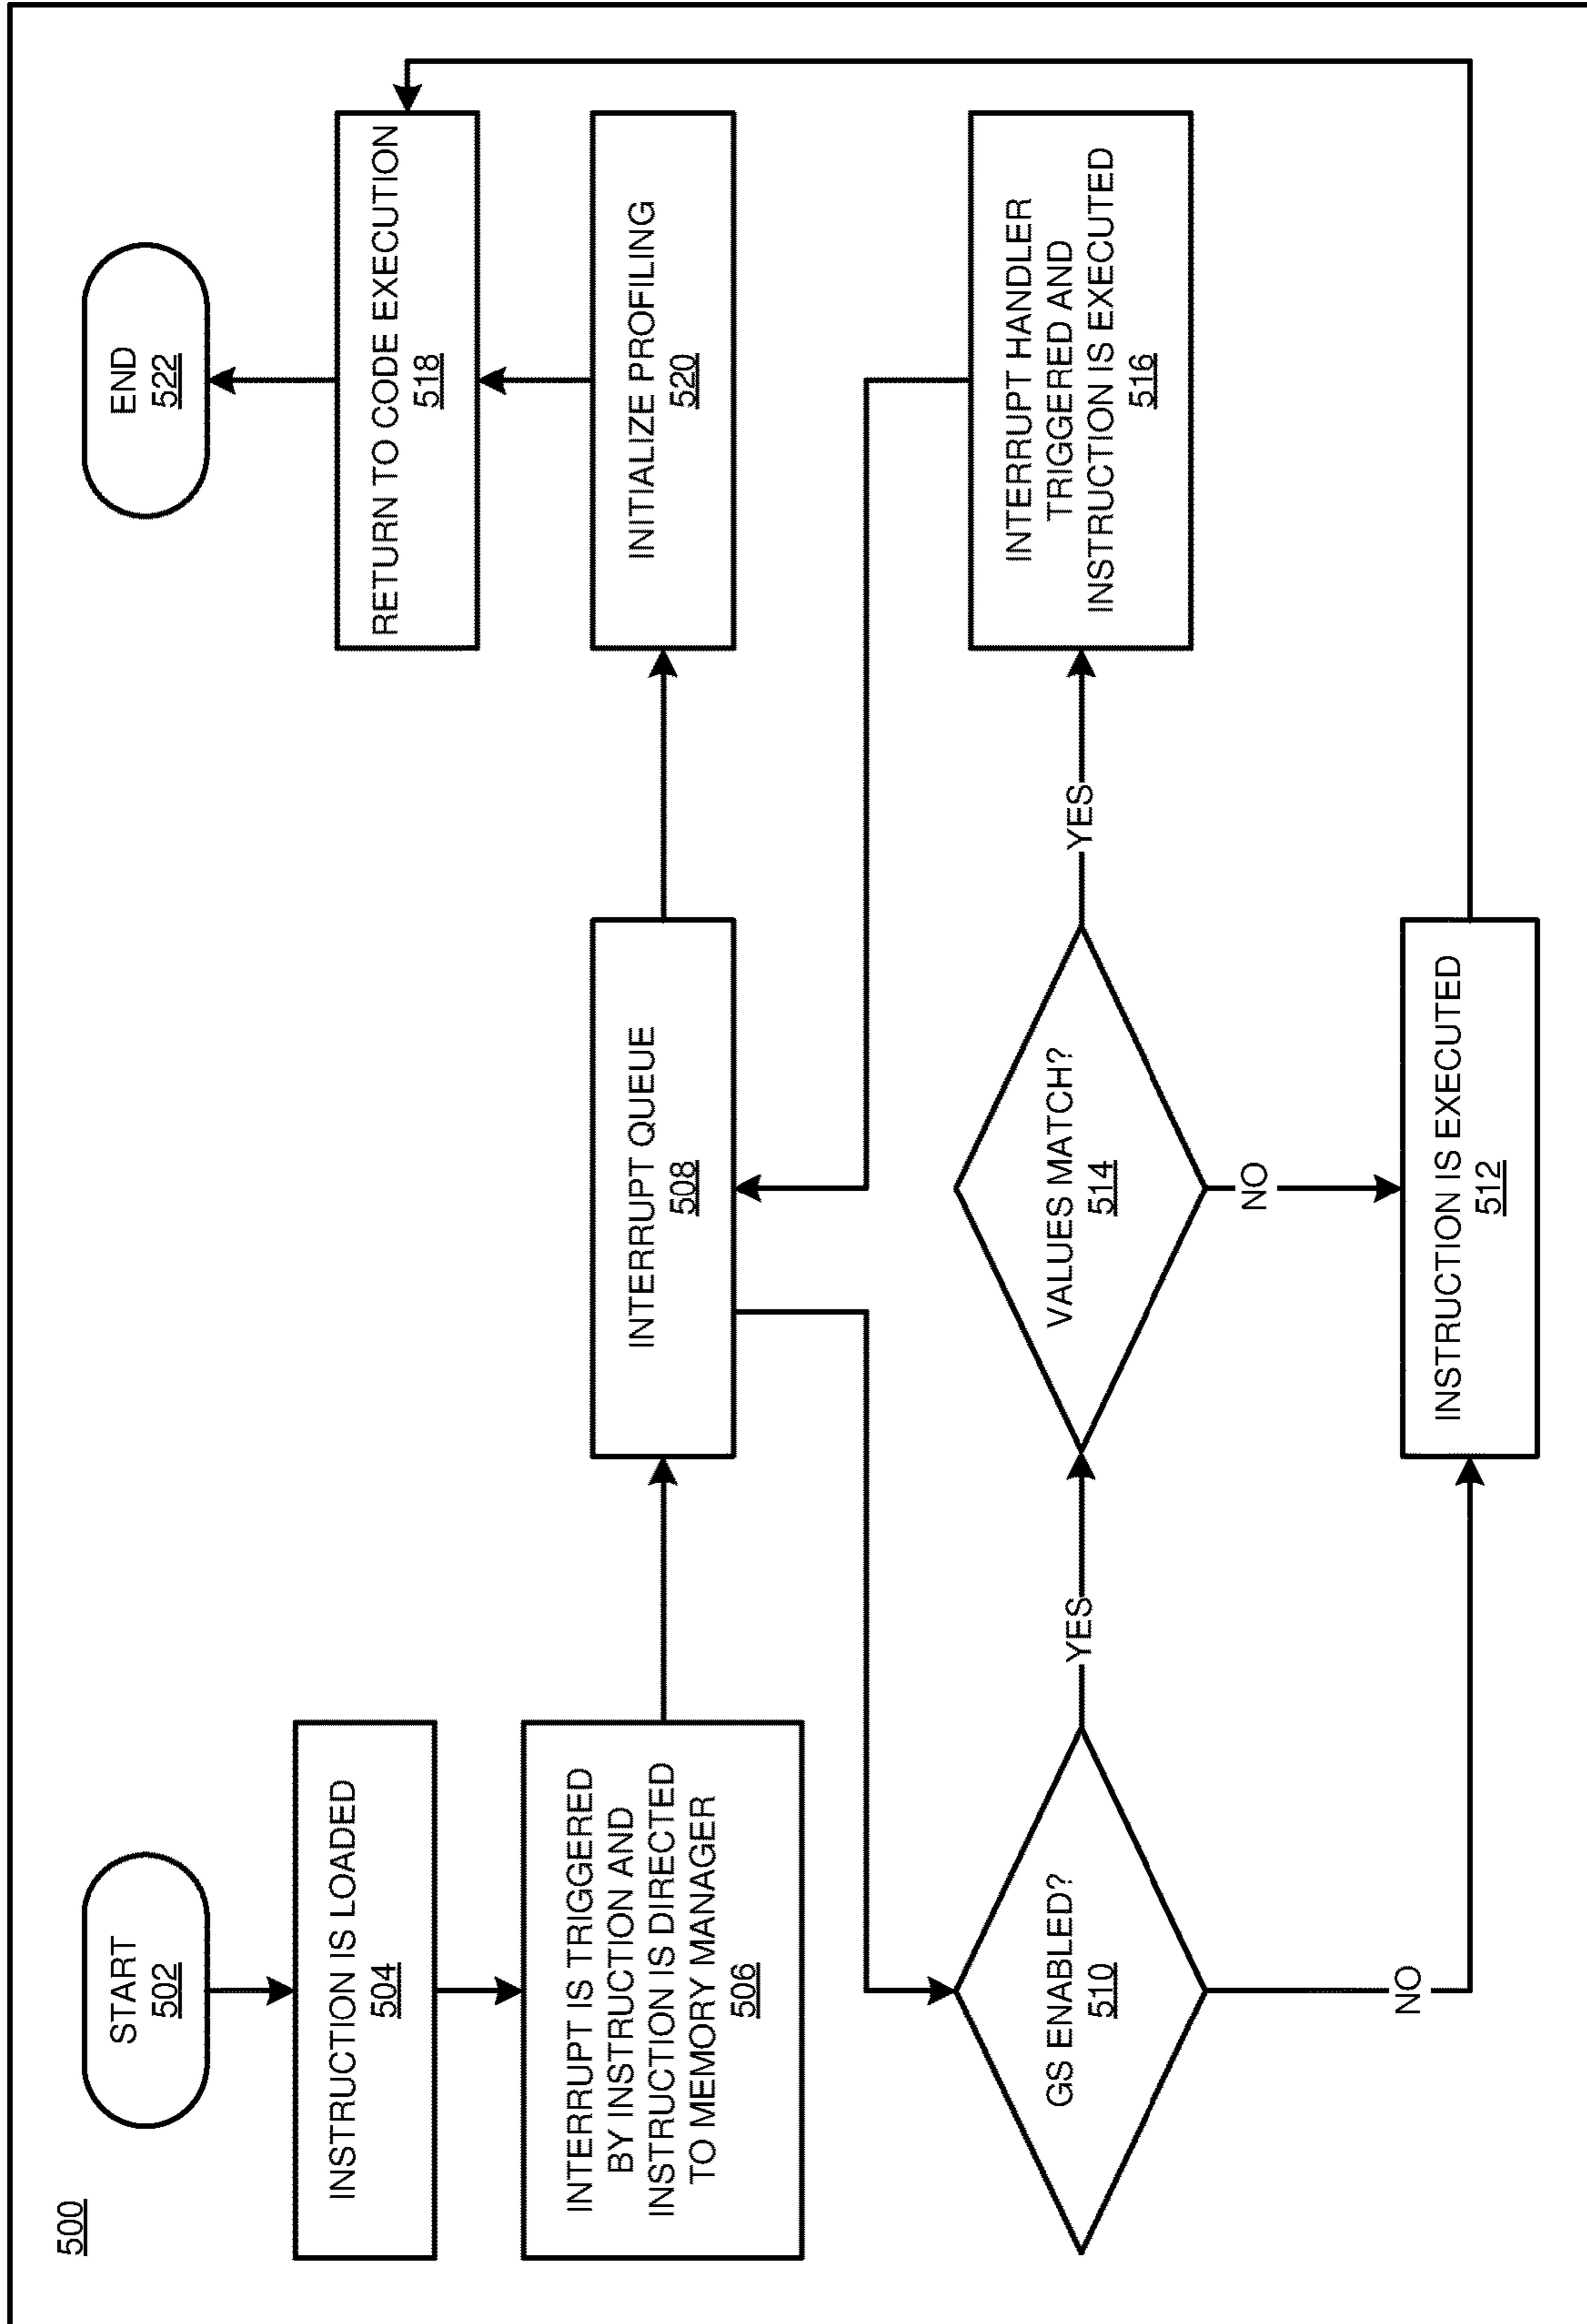 500
START
502
INSTRUCTION IS LOADED
504
INTERRUPT IS TRIGGERED
BY INSTRUCTION AND
INSTRUCTION IS DIRECTED
TO MEMORY MANAGER
506
INTERRUPT QUEUE
508
GS ENABLED?
510
YES
NO
VALUES MATCH?
514
YES
NO
INSTRUCTION IS EXECUTED
512
INTERRUPT HANDLER
TRIGGERED AND
INSTRUCTION IS EXECUTED
516
INITIALIZE PROFILING
520
RETURN TO CODE EXECUTION
518
END
522